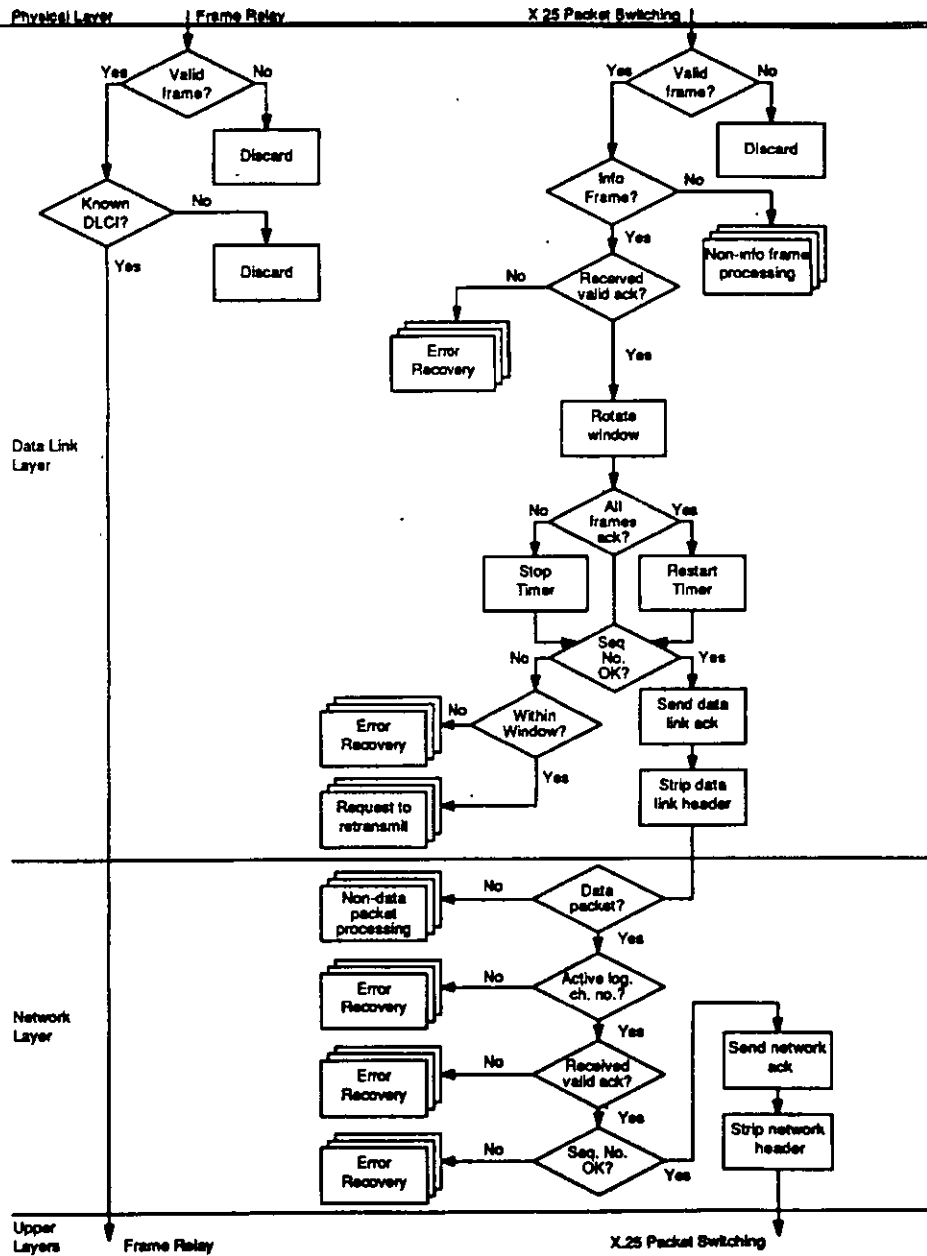 Physical Layer
Frame Relay
X.25 Packet Switching
Yes
Valid
frame?
No
Discard
Yes
Valid
frame?
No
Discard
Known
DLCI?
No
Discard
Yes
Info
Frame?
No
Non-info frame
processing
Yes
Received
valid ack?
No
Error
Recovery
Yes
Rotate
window
Data Link
Layer
All
frames
ack?
No
Yes
Stop
Timer
Restart
Timer
Seq
No.
OK?
No
Yes
Within
Window?
No
Error
Recovery
Yes
Request to
retransmit
Send data
link ack
Strip data
link header
Data
packet?
No
Non-data
packet
processing
Yes
Active log.
ch. no.?
No
Error
Recovery
Yes
Network
Layer
Received
valid ack?
No
Error
Recovery
Yes
Seq. No.
OK?
No
Error
Recovery
Yes
Send network
ack
Strip network
header
Upper
Layers
Frame Relay
X.25 Packet Switching